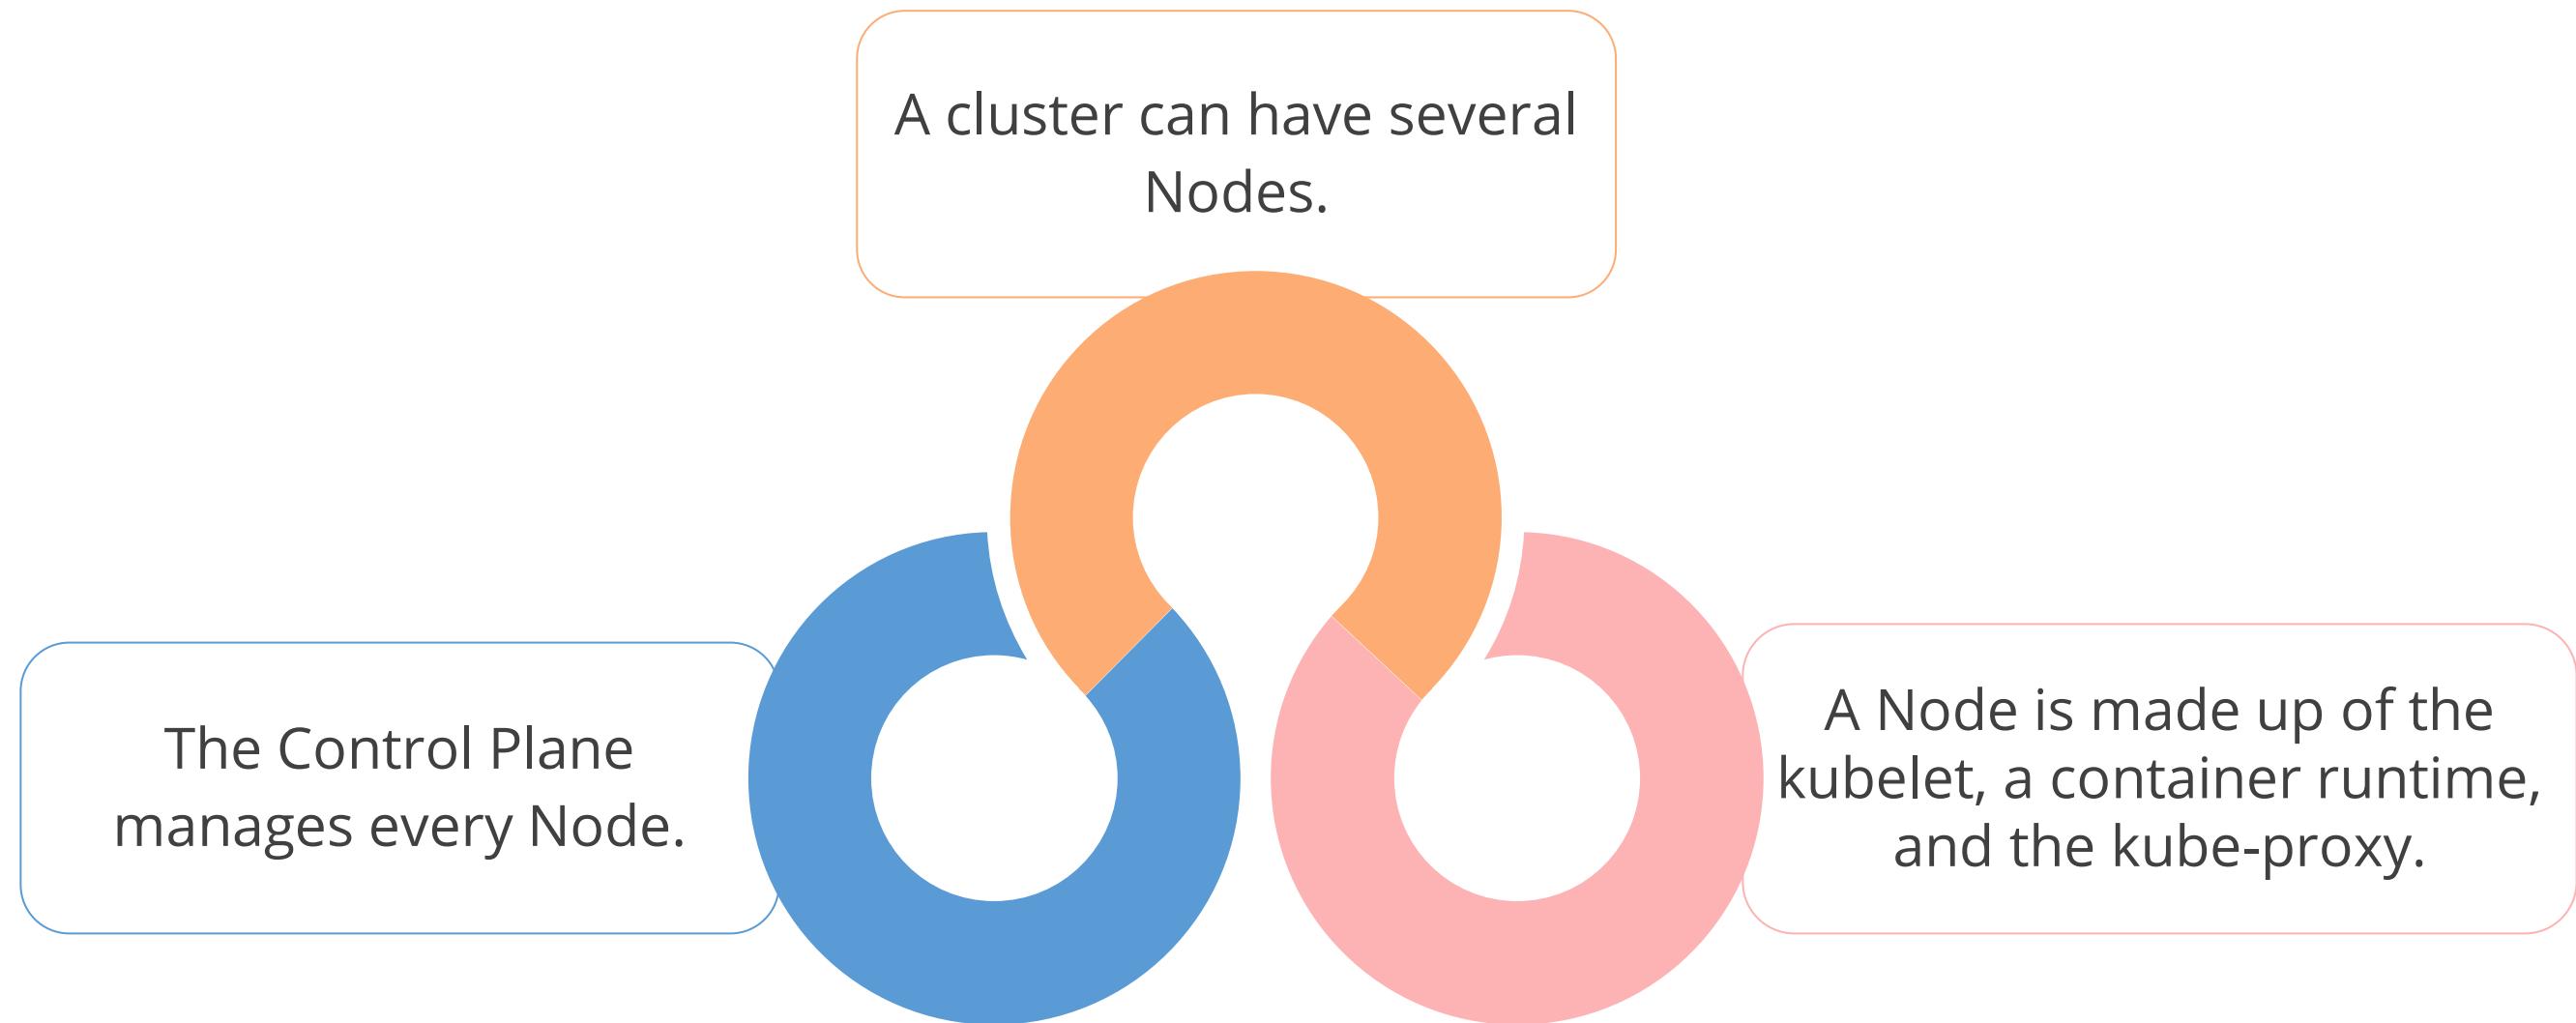 A cluster can have several
Nodes.
The Control Plane
manages every Node.
A Node is made up of the
kubelet, a container runtime,
and the kube-proxy.